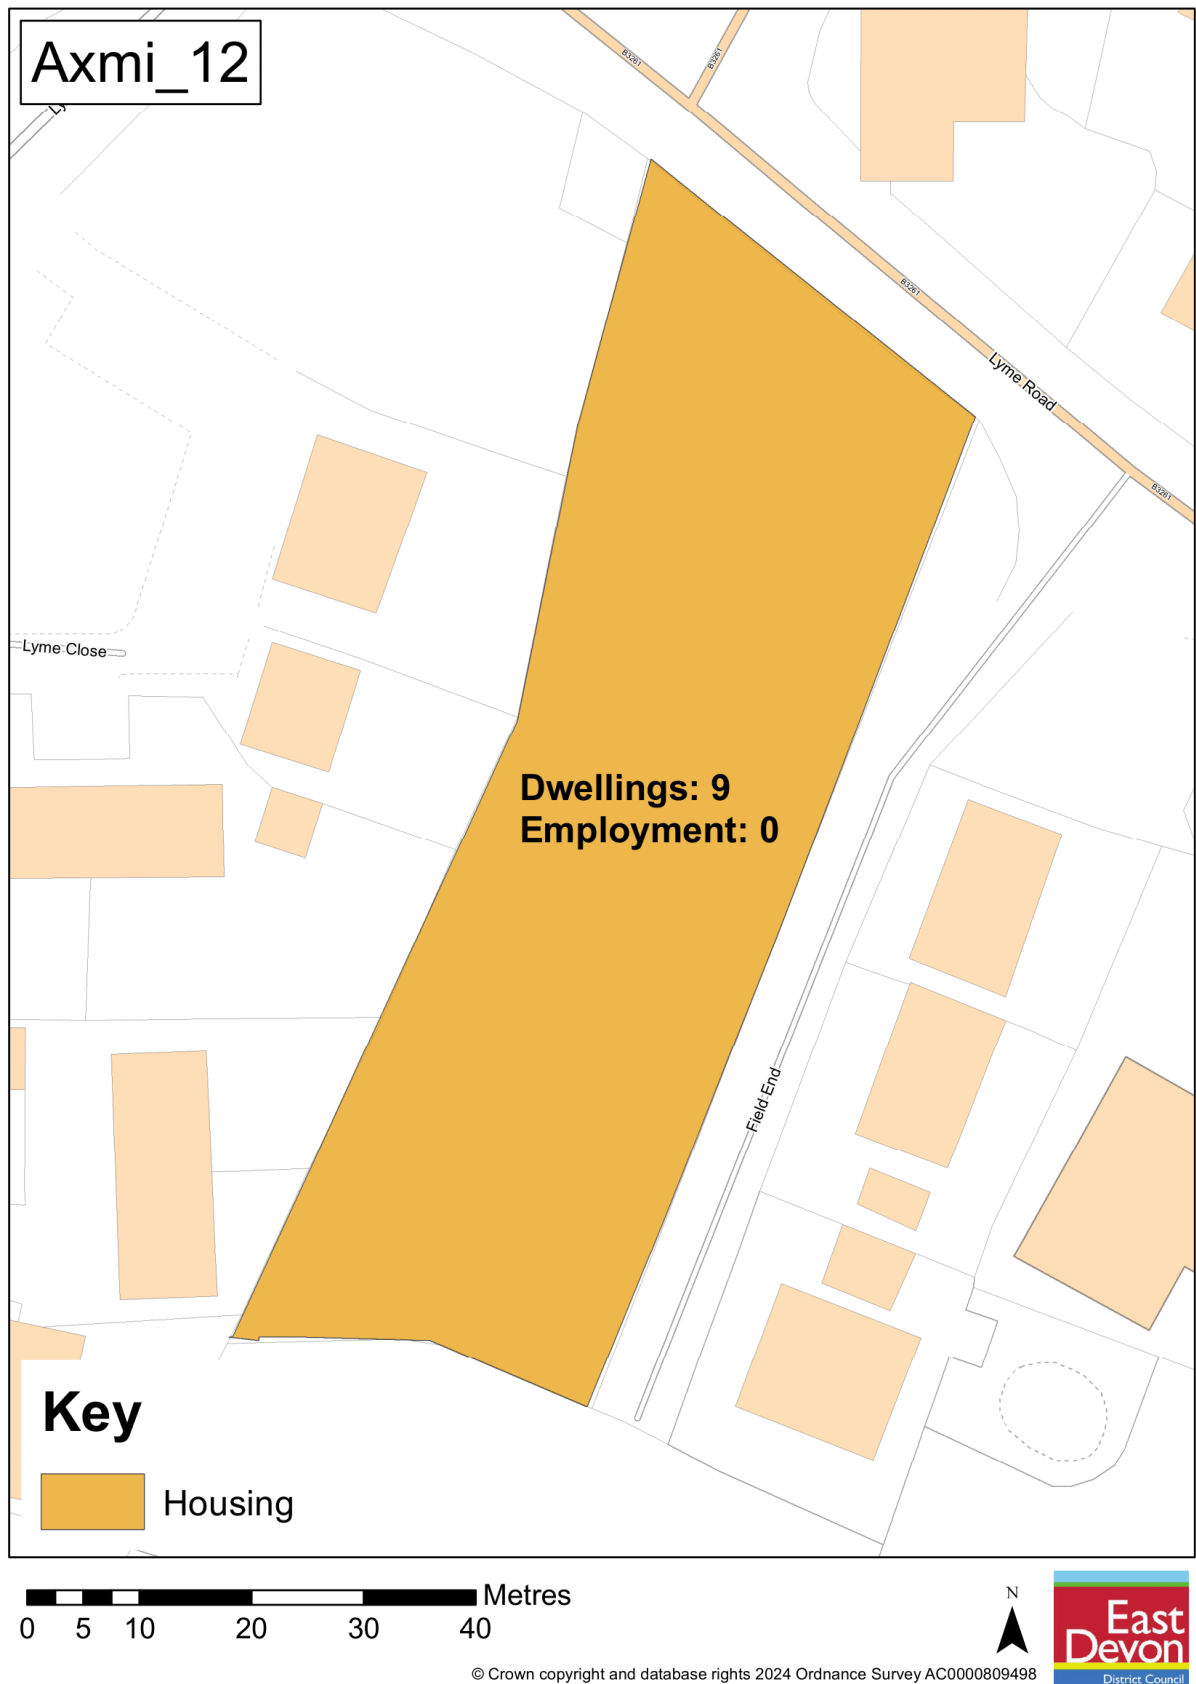 Axmi_12
Ly
B3261
B3261
B3261
Lyme Road
B3261
Lyme Close
Dwellings: 9
Employment: 0
Field End
Key
Housing
Metres
0 5 10 20 30 40
N
East
Devon
District Council
© Crown copyright and database rights 2024 Ordnance Survey AC0000809498